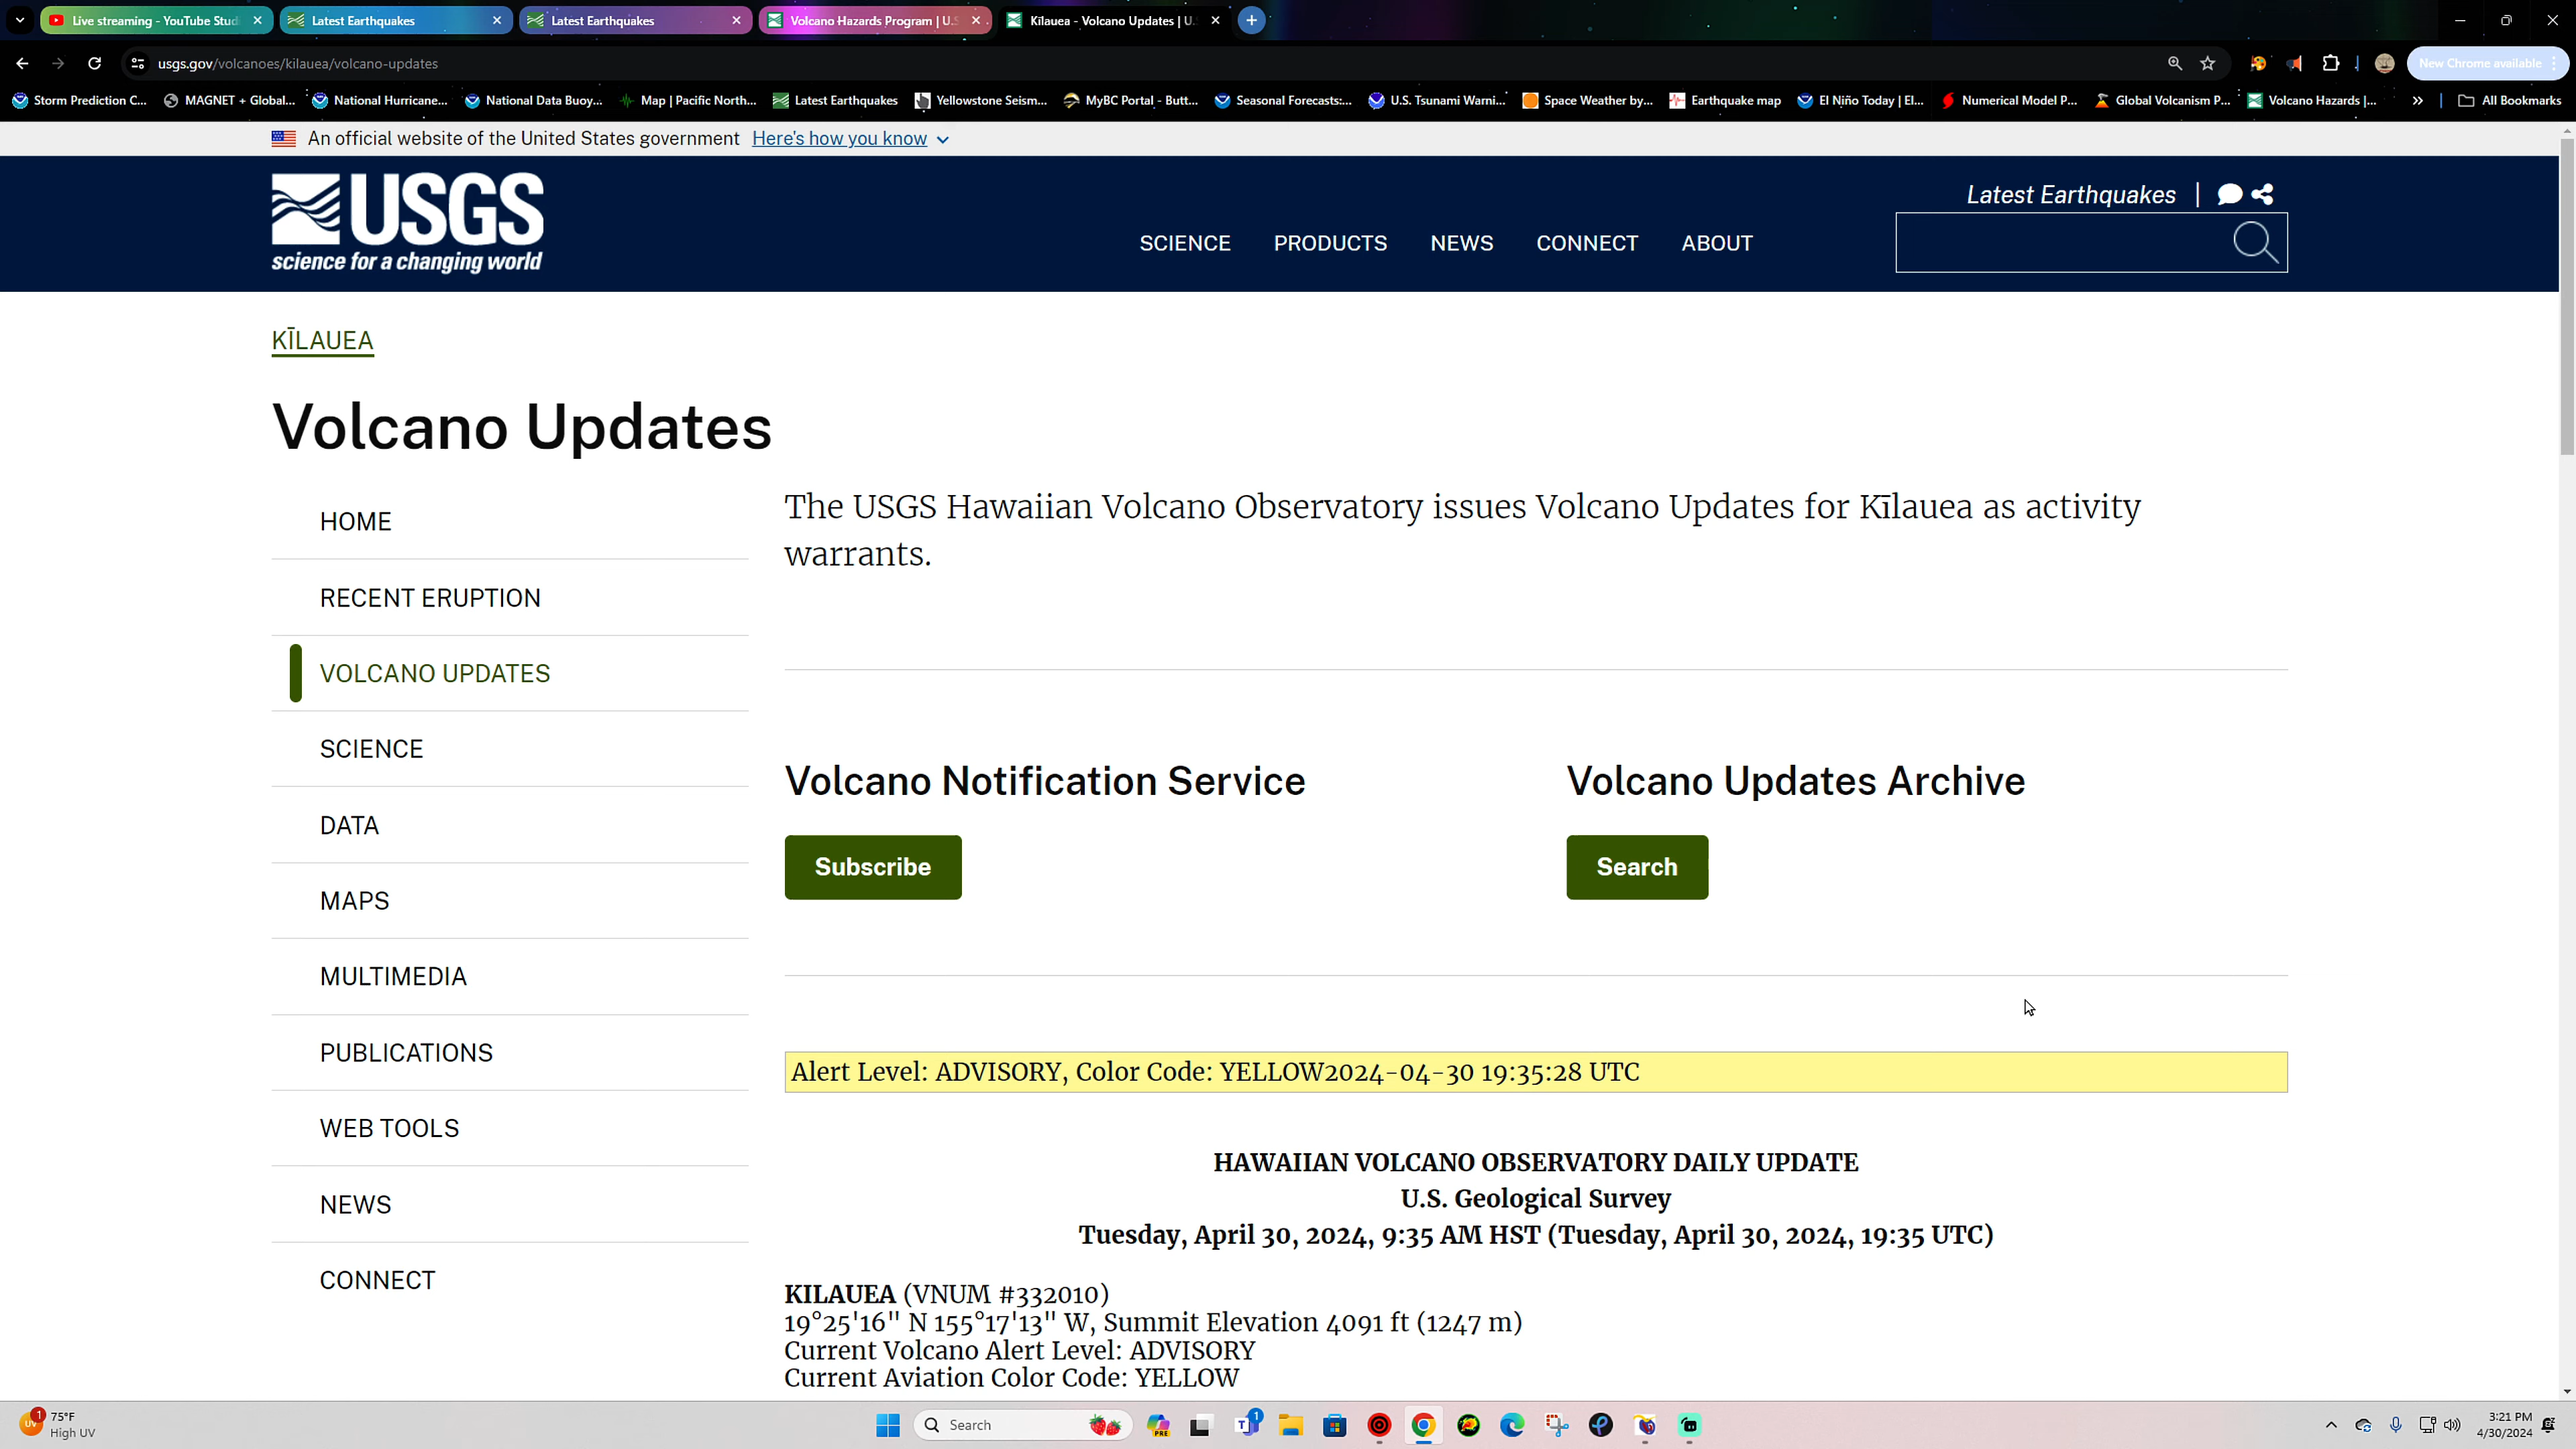 Live streaming - YouTube Stud
Latest Earthquakes
Latest Earthquakes
Volcano Hazards Program | U.S
Kīlauea - Volcano Updates | U.
usgs.gov/volcanoes/kilauea/volcano-updates
New Chrome available
Storm Prediction C...
MAGNET + Global...
National Hurricane...
National Data Buoy...
Map | Pacific North...
Latest Earthquakes
Yellowstone Seism...
MyBC Portal - Butt...
Seasonal Forecasts:...
U.S. Tsunami Warni...
Space Weather by...
Earthquake map
El Niño Today | El...
Numerical Model P...
Global Volcanism P...
Volcano Hazards |...
All Bookmarks
An official website of the United States government Here's how you know
USGS
science for a changing world
Latest Earthquakes
SCIENCE PRODUCTS NEWS CONNECT ABOUT
KĪLAUEA
Volcano Updates
HOME
RECENT ERUPTION
VOLCANO UPDATES
SCIENCE
DATA
MAPS
MULTIMEDIA
PUBLICATIONS
WEB TOOLS
NEWS
CONNECT
The USGS Hawaiian Volcano Observatory issues Volcano Updates for Kīlauea as activity
warrants.
Volcano Notification Service
Subscribe
Volcano Updates Archive
Search
Alert Level: ADVISORY, Color Code: YELLOW2024-04-30 19:35:28 UTC
HAWAIIAN VOLCANO OBSERVATORY DAILY UPDATE
U.S. Geological Survey
Tuesday, April 30, 2024, 9:35 AM HST (Tuesday, April 30, 2024, 19:35 UTC)
KILAUEA (VNUM #332010)
19°25'16" N 155°17'13" W, Summit Elevation 4091 ft (1247 m)
Current Volcano Alert Level: ADVISORY
Current Aviation Color Code: YELLOW
1
UV
75°F
High UV
Search
PRE
T
1
3:21 PM
4/30/2024